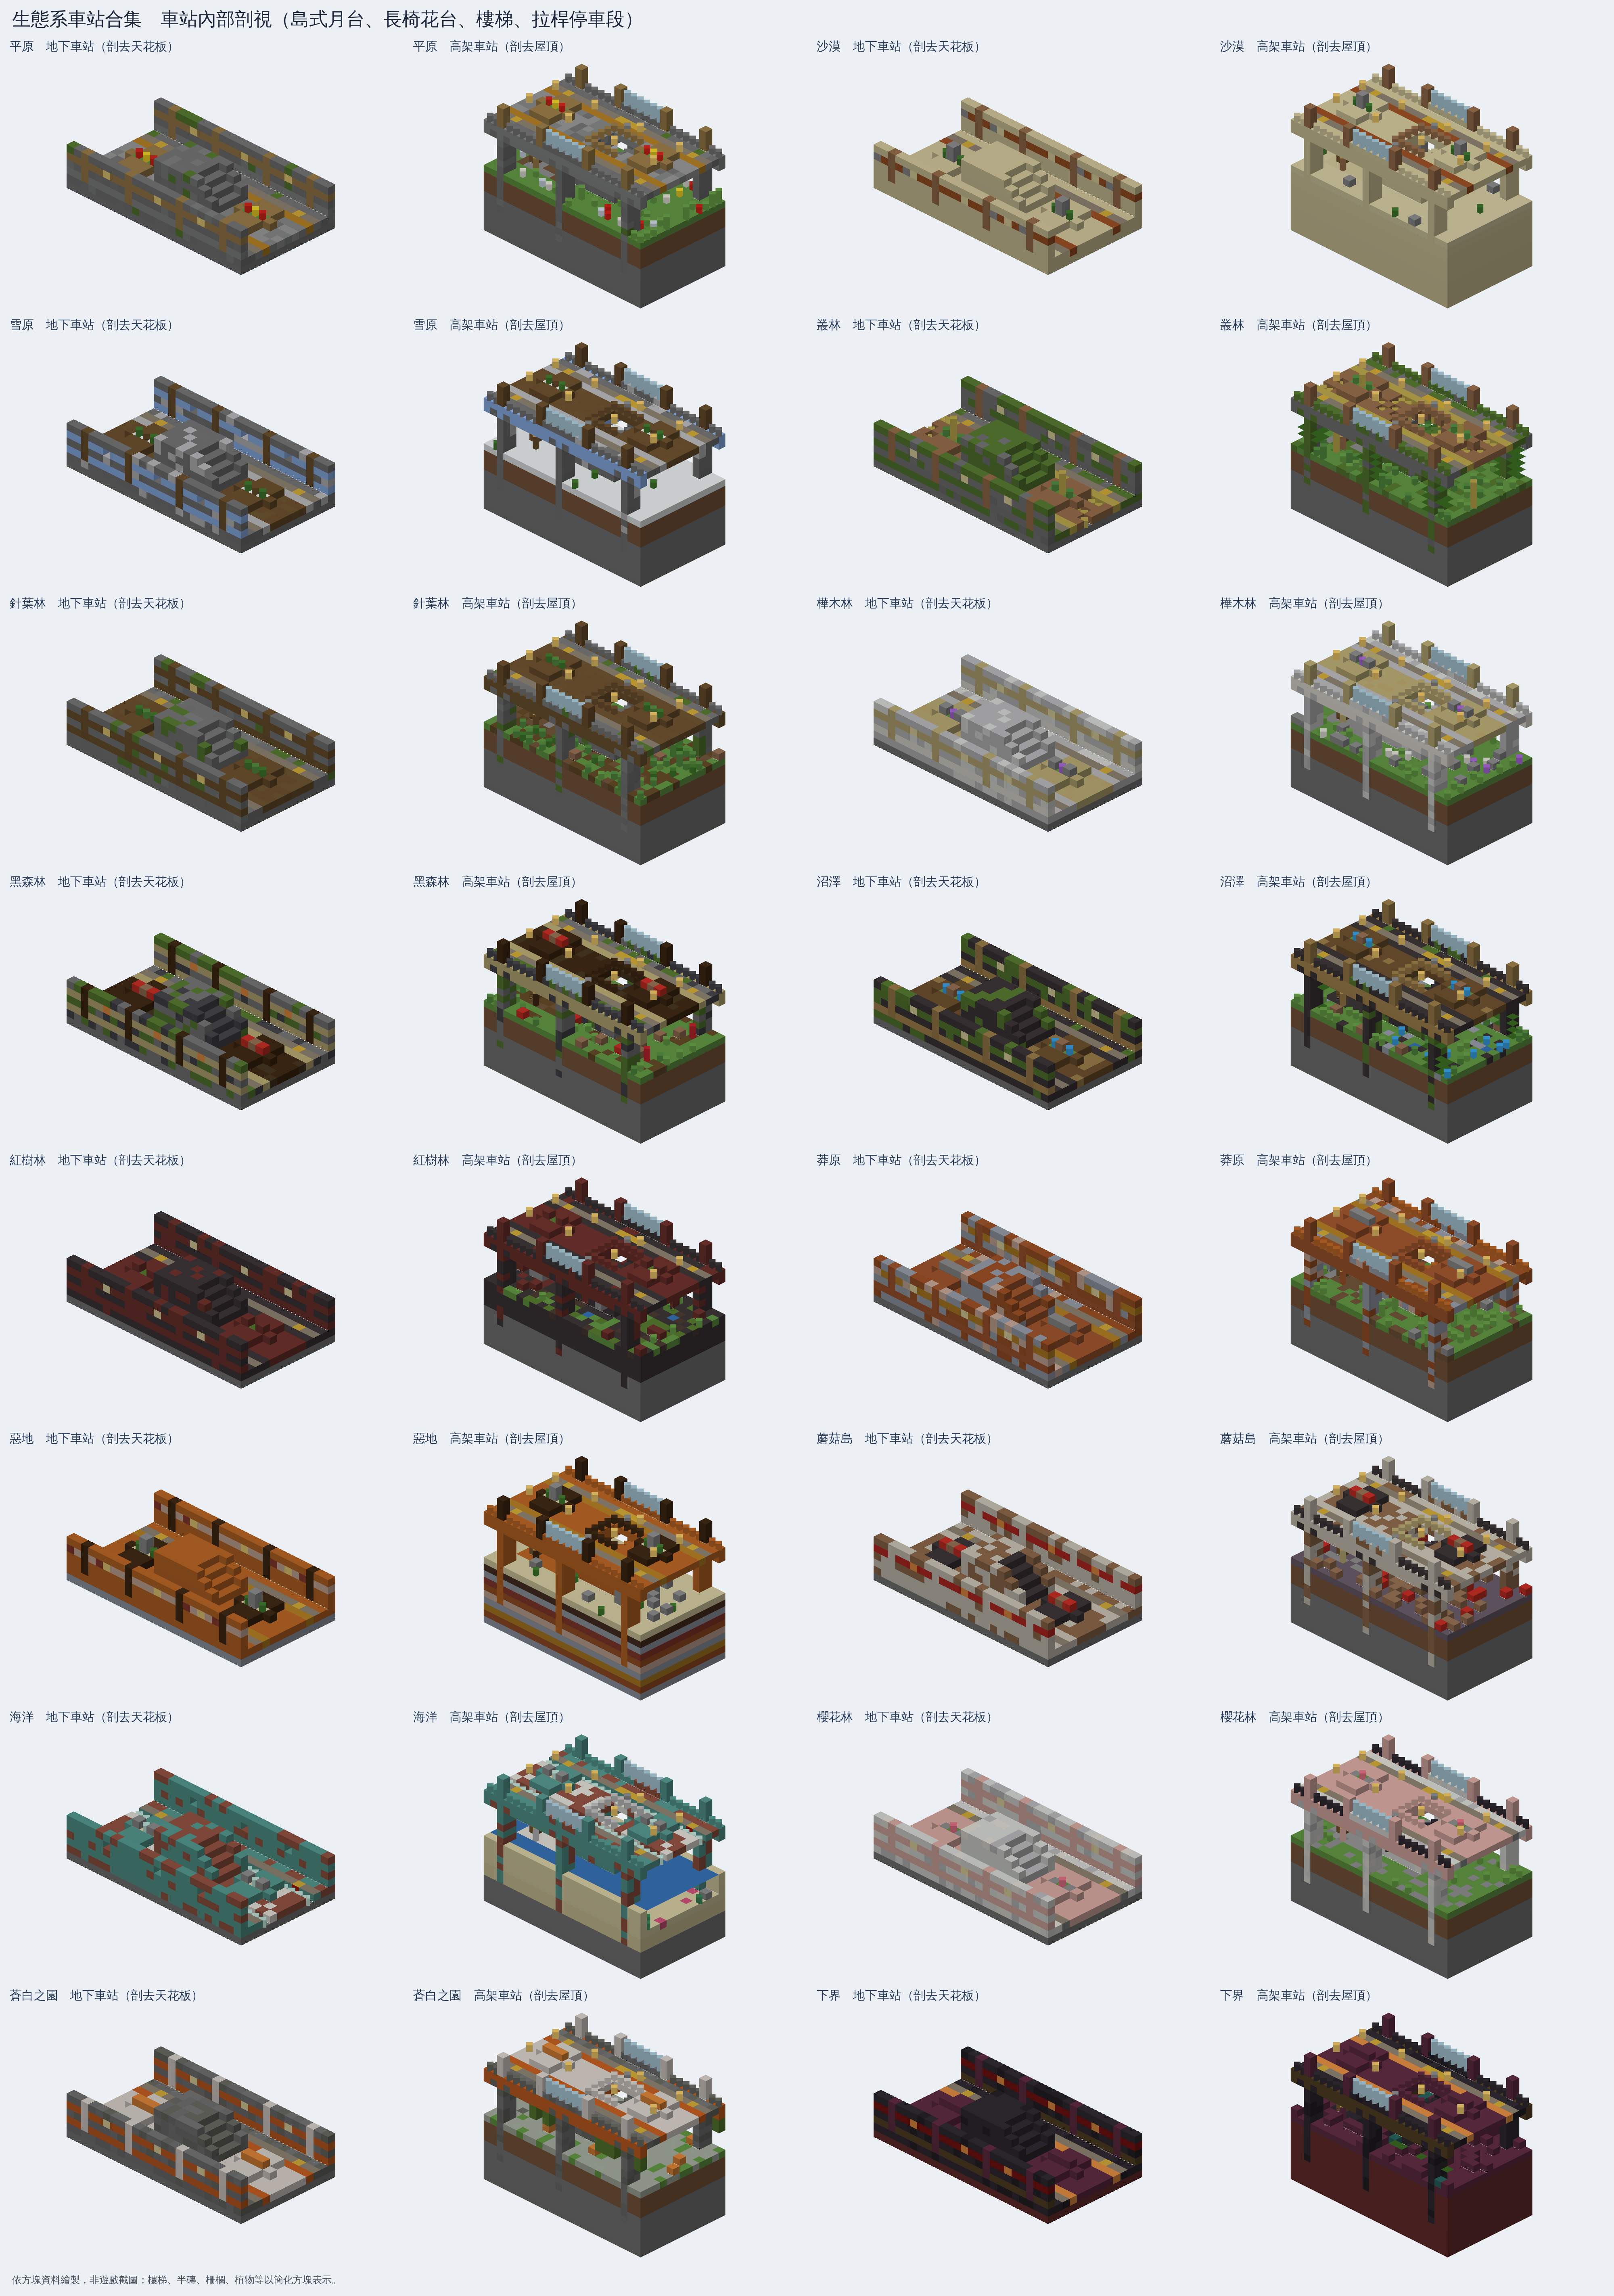 生態系車站合集　車站內部剖視（島式月台、長椅花台、樓梯、拉桿停車段）
平原　地下車站（剖去天花板）
平原　高架車站（剖去屋頂）
沙漠　地下車站（剖去天花板）
沙漠　高架車站（剖去屋頂）
雪原　地下車站（剖去天花板）
雪原　高架車站（剖去屋頂）
叢林　地下車站（剖去天花板）
叢林　高架車站（剖去屋頂）
針葉林　地下車站（剖去天花板）
針葉林　高架車站（剖去屋頂）
樺木林　地下車站（剖去天花板）
樺木林　高架車站（剖去屋頂）
黑森林　地下車站（剖去天花板）
黑森林　高架車站（剖去屋頂）
沼澤　地下車站（剖去天花板）
沼澤　高架車站（剖去屋頂）
紅樹林　地下車站（剖去天花板）
紅樹林　高架車站（剖去屋頂）
莽原　地下車站（剖去天花板）
莽原　高架車站（剖去屋頂）
惡地　地下車站（剖去天花板）
惡地　高架車站（剖去屋頂）
蘑菇島　地下車站（剖去天花板）
蘑菇島　高架車站（剖去屋頂）
海洋　地下車站（剖去天花板）
海洋　高架車站（剖去屋頂）
櫻花林　地下車站（剖去天花板）
櫻花林　高架車站（剖去屋頂）
蒼白之園　地下車站（剖去天花板）
蒼白之園　高架車站（剖去屋頂）
下界　地下車站（剖去天花板）
下界　高架車站（剖去屋頂）
依方塊資料繪製，非遊戲截圖；樓梯、半磚、柵欄、植物等以簡化方塊表示。